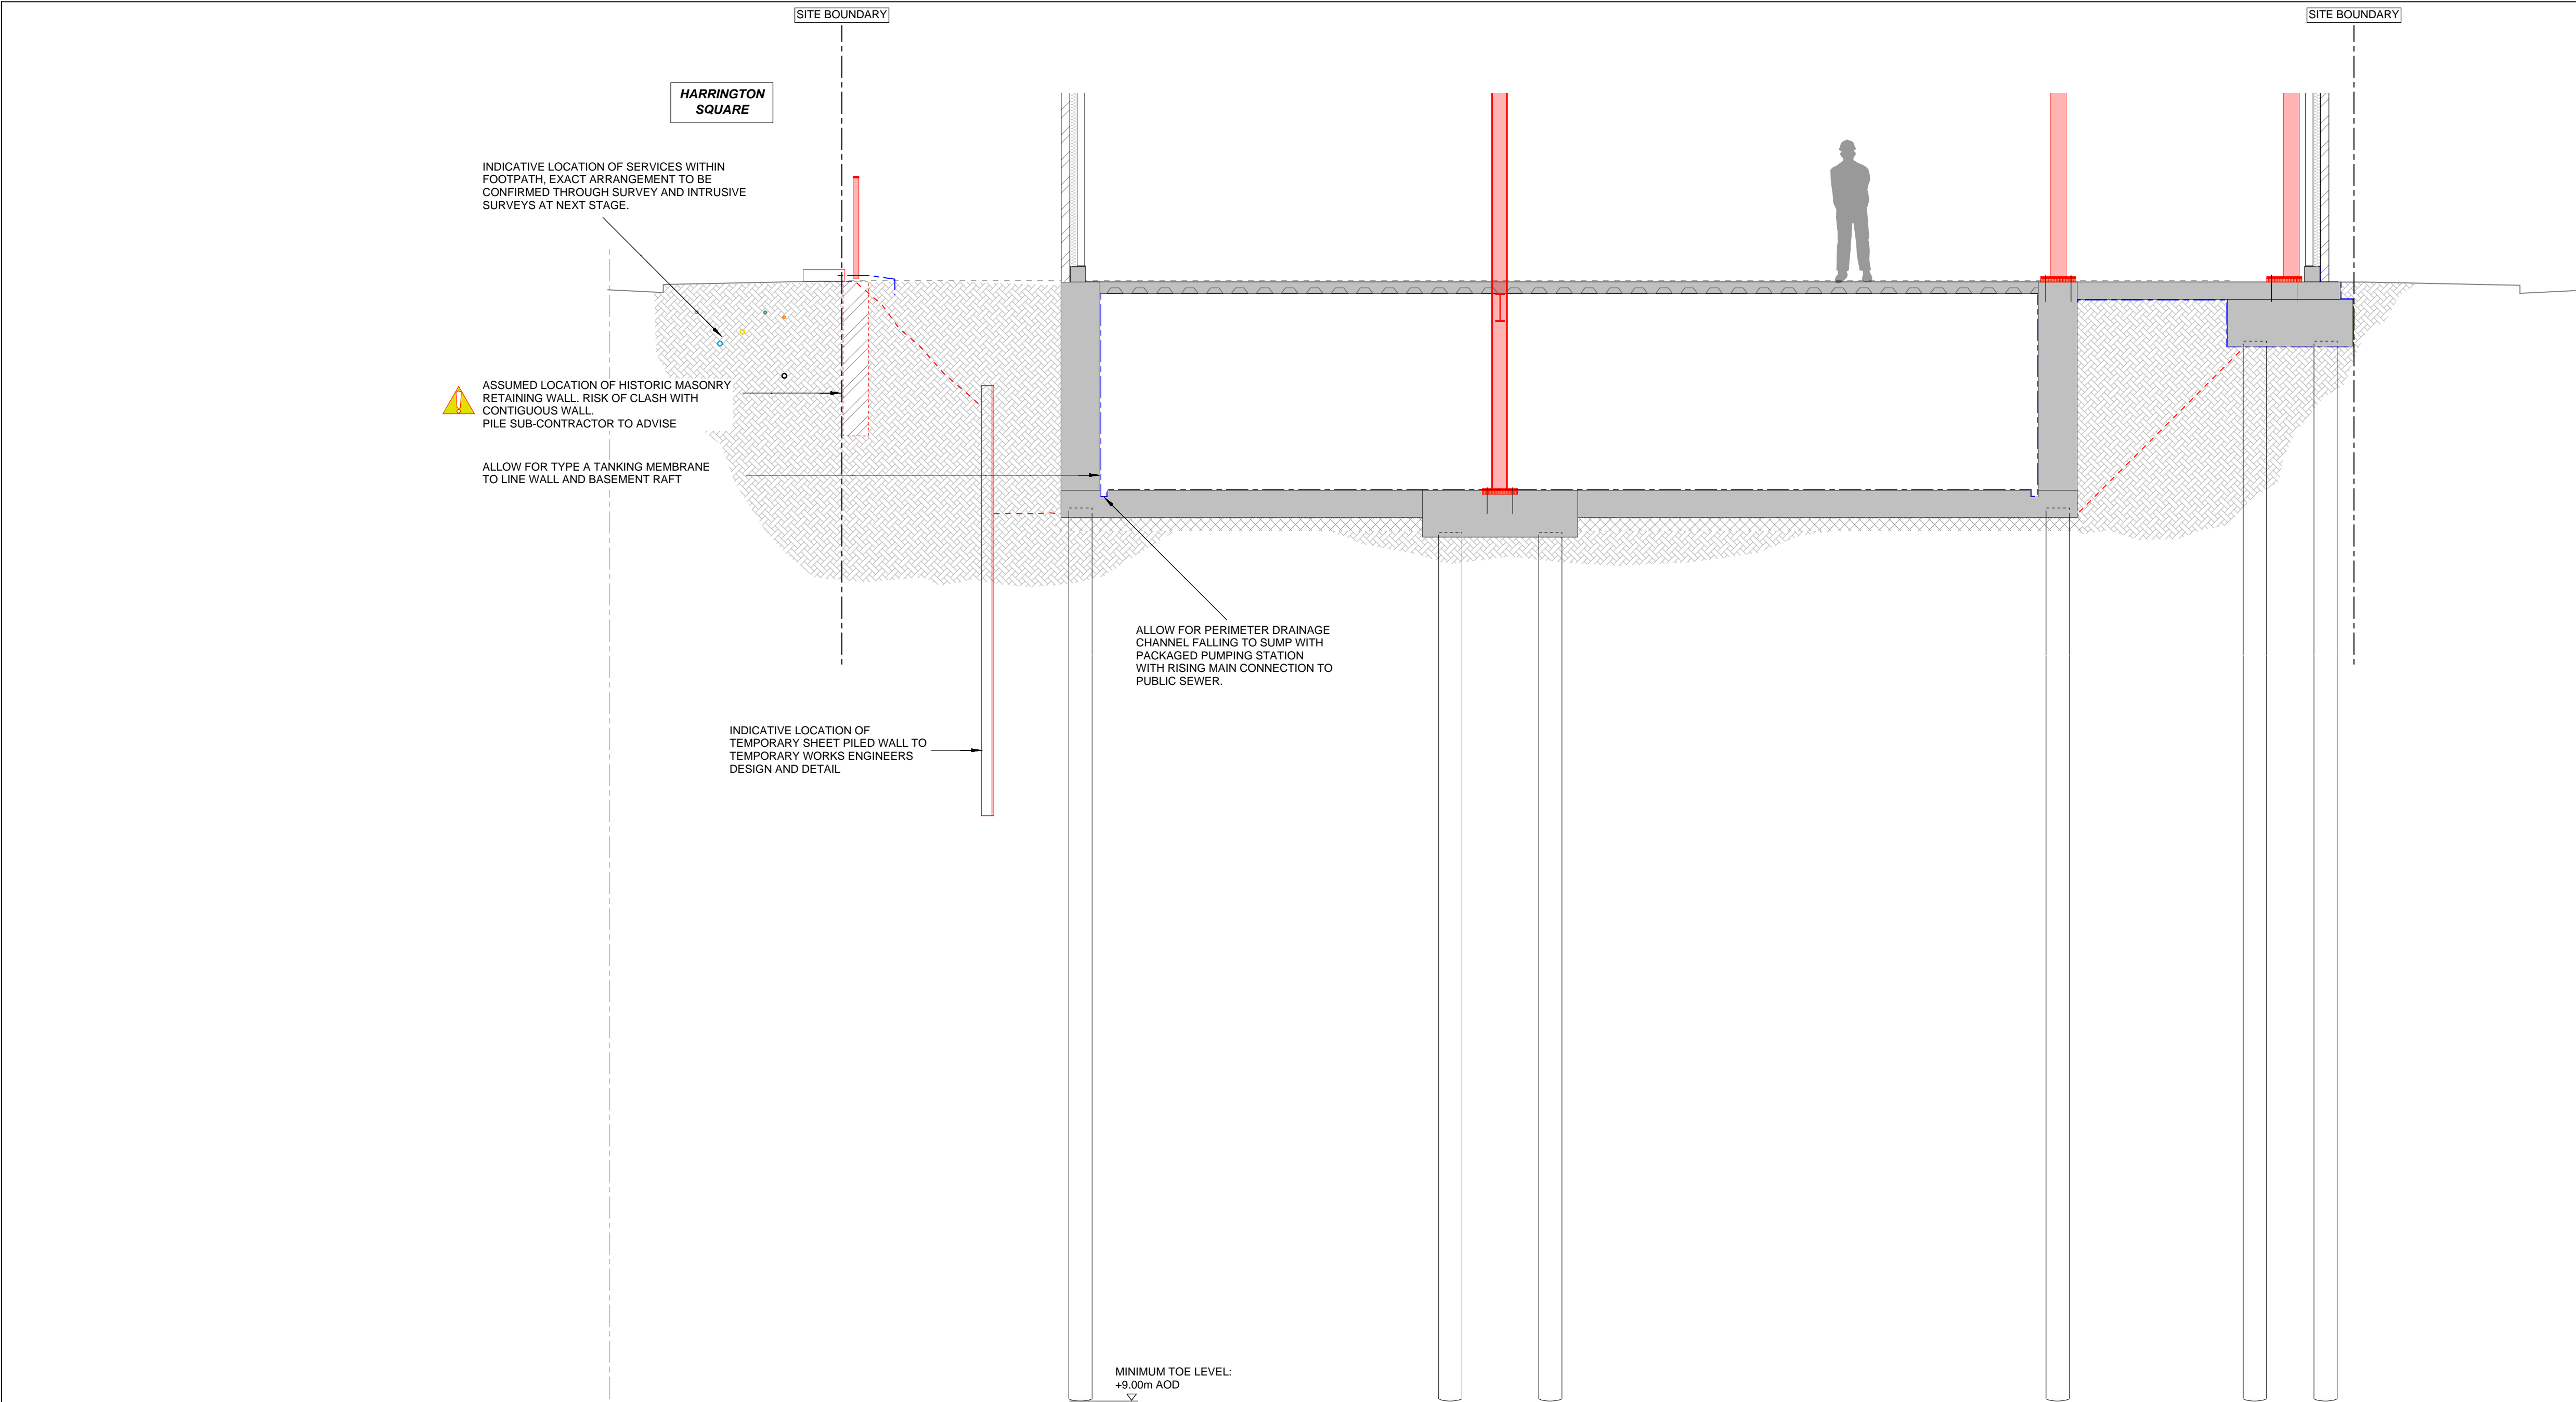 SITE BOUNDARY
SITE BOUNDARY
HARRINGTON
SQUARE
INDICATIVE LOCATION OF SERVICES WITHIN
FOOTPATH, EXACT ARRANGEMENT TO BE
CONFIRMED THROUGH SURVEY AND INTRUSIVE
SURVEYS AT NEXT STAGE.
ASSUMED LOCATION OF HISTORIC MASONRY
RETAINING WALL. RISK OF CLASH WITH
CONTIGUOUS WALL.
PILE SUB-CONTRACTOR TO ADVISE
ALLOW FOR TYPE A TANKING MEMBRANE
TO LINE WALL AND BASEMENT RAFT
ALLOW FOR PERIMETER DRAINAGE
CHANNEL FALLING TO SUMP WITH
PACKAGED PUMPING STATION
WITH RISING MAIN CONNECTION TO
PUBLIC SEWER.
INDICATIVE LOCATION OF
TEMPORARY SHEET PILED WALL TO
TEMPORARY WORKS ENGINEERS
DESIGN AND DETAIL
MINIMUM TOE LEVEL:
+9.00m AOD